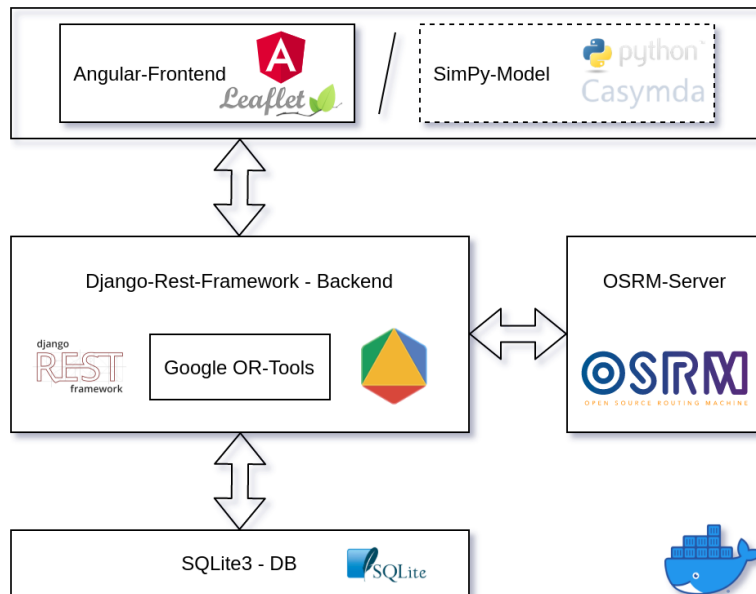 Angular-Frontend
Leaflet
SimPy-Model
python
Casymda
Django-Rest-Framework - Backend
django
REST
framework
Google OR-Tools
OSRM-Server
OSRM
OPEN SOURCE ROUTING MACHINE
SQLite3 - DB
SQLite